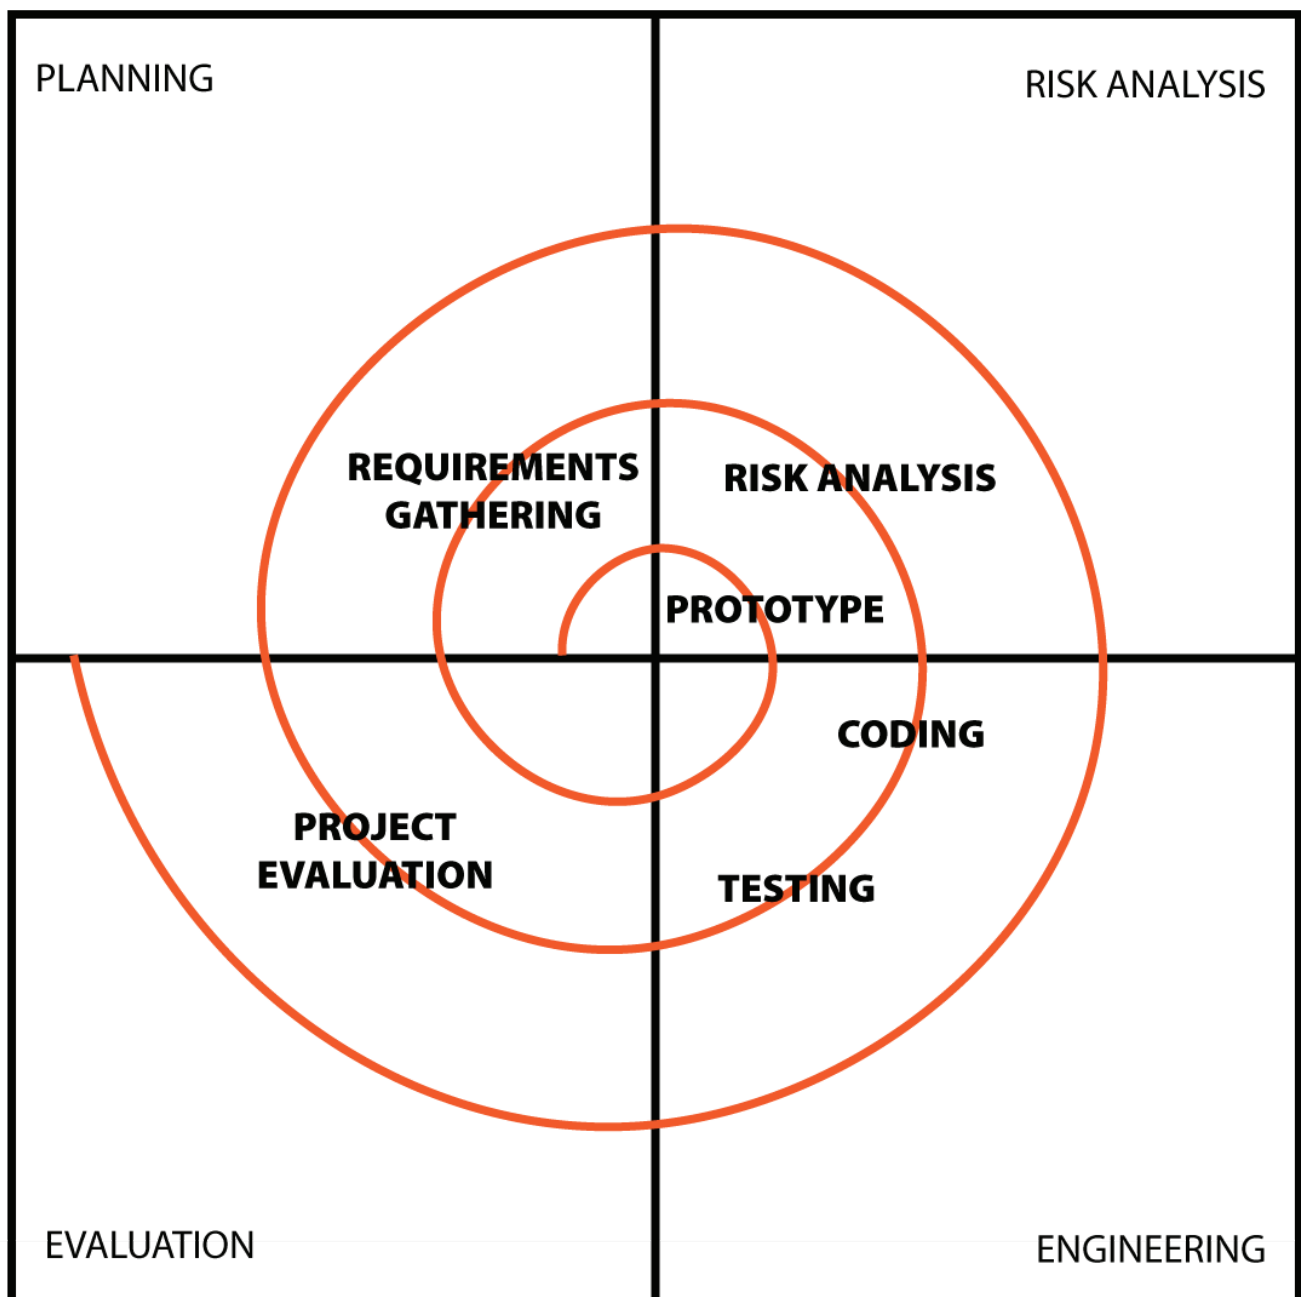 PLANNING
RISK ANALYSIS
REQUIREMENTS
GATHERING
RISK ANALYSIS
PROTOTYPE
CODING
PROJECT
EVALUATION
TESTING
EVALUATION
ENGINEERING